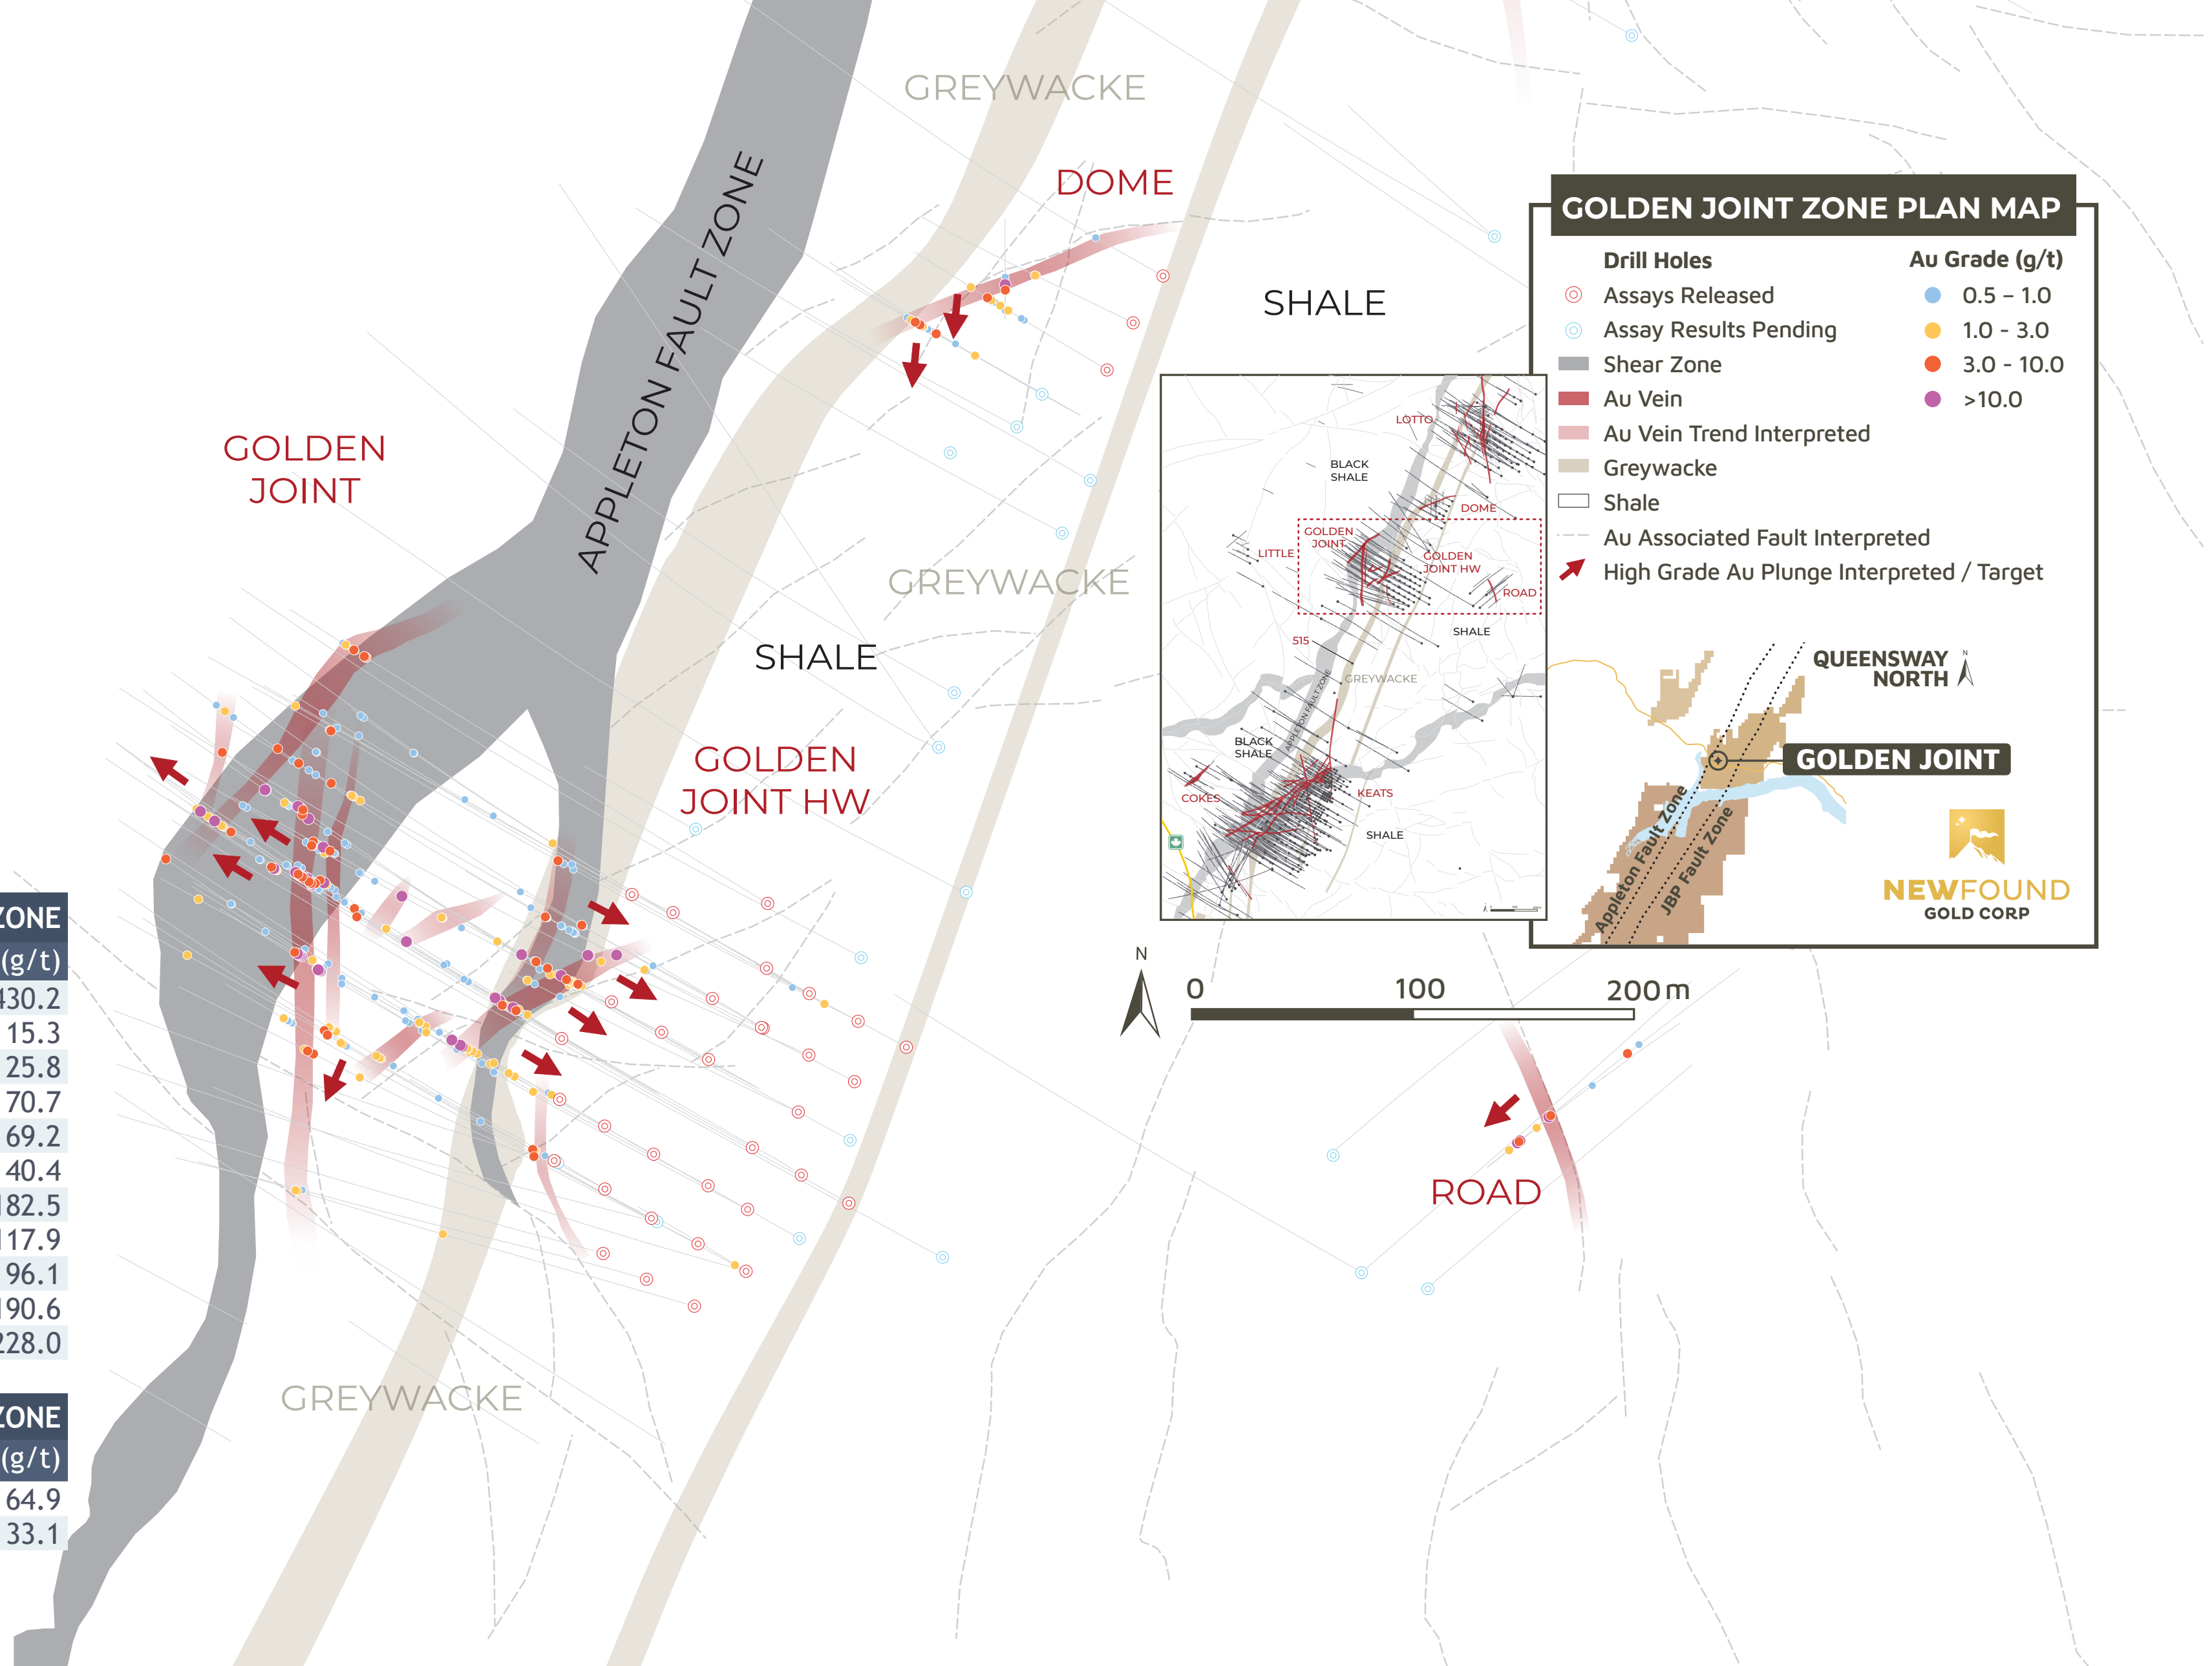 GREYWACKE
DOME
SHALE
APPLETON FAULT ZONE
GOLDEN
JOINT
GREYWACKE
SHALE
GOLDEN
JOINT HW
GREYWACKE
ROAD
N
0 100 200 m
GOLDEN JOINT ZONE PLAN MAP
Drill Holes
Assays Released
Assay Results Pending
Shear Zone
Au Vein
Au Vein Trend Interpreted
Greywacke
Shale
Au Associated Fault Interpreted
High Grade Au Plunge Interpreted / Target
Au Grade (g/t)
0.5 – 1.0
1.0 - 3.0
3.0 - 10.0
>10.0
LOTTO
BLACK
SHALE
DOME
GOLDEN
JOINT
LITTLE
GOLDEN
JOINT HW
ROAD
515
SHALE
GREYWACKE
APPLETON FAULT ZONE
BLACK
SHALE
COKES
KEATS
SHALE
QUEENSWAY
NORTH
N
GOLDEN JOINT
Appleton Fault Zone
JBP Fault Zone
NEWFOUND
GOLD CORP
ZONE
(g/t)
430.2
15.3
25.8
70.7
69.2
40.4
182.5
117.9
96.1
190.6
228.0
ZONE
(g/t)
64.9
33.1